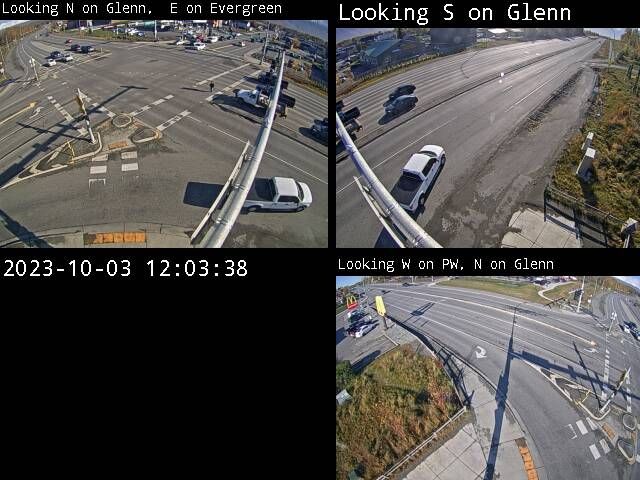 Looking N on Glenn,  E on Evergreen
Looking S on Glenn
2023-10-03 12:03:38
Looking W on PW, N on Glenn